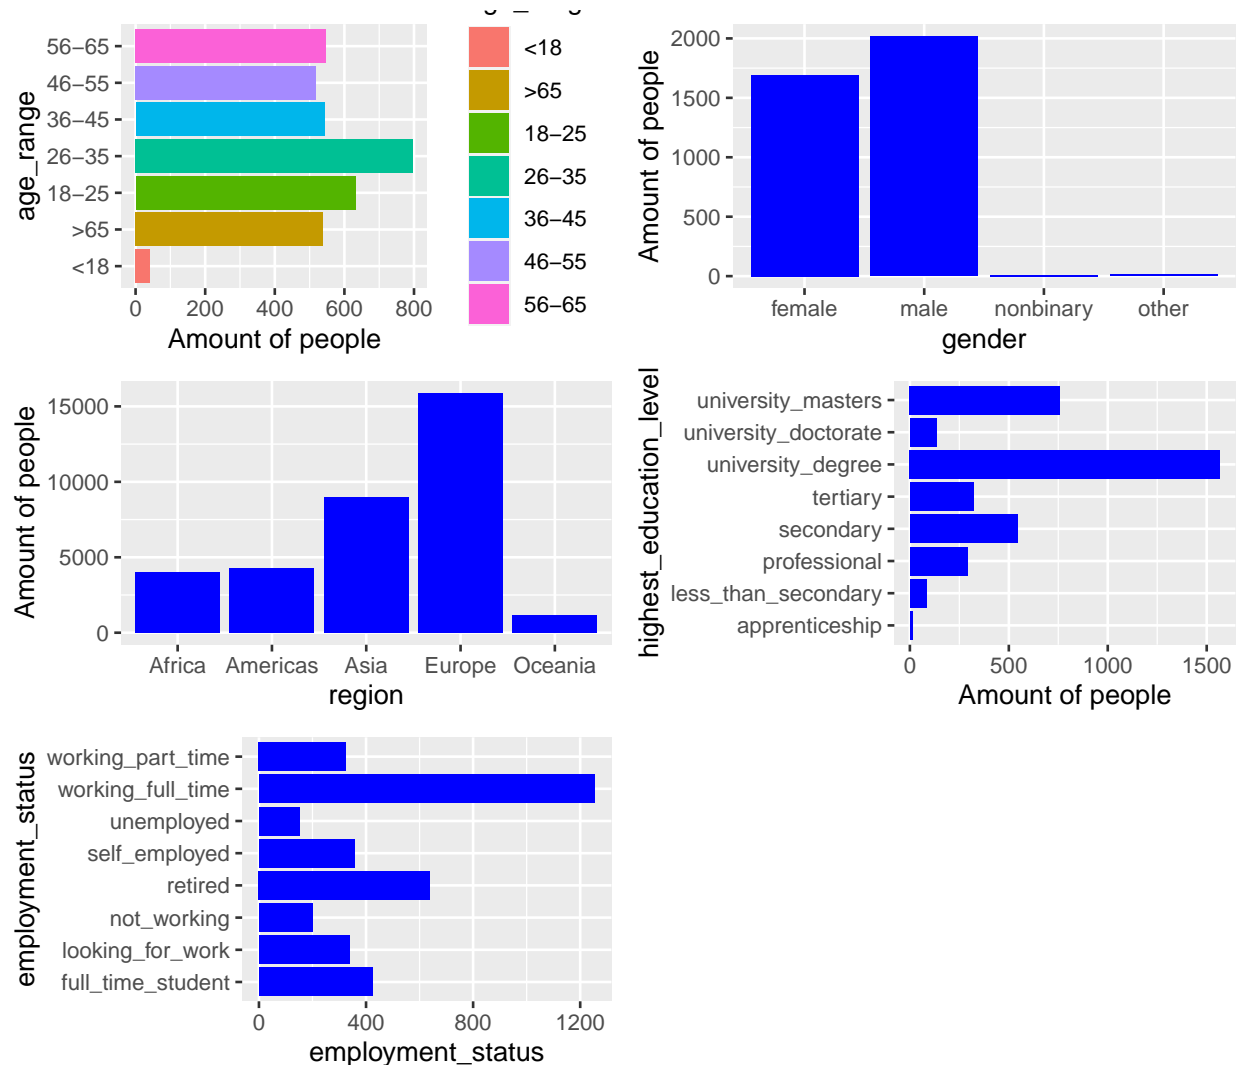 56−65
46−55
36−45
26−35
18−25
>65
<18
age_range
0 200 400 600 800
Amount of people
<18
>65
18−25
26−35
36−45
46−55
56−65
2000
1500
1000
500
0
Amount of people
female male nonbinary other
gender
15000
10000
5000
0
Amount of people
Africa Americas Asia Europe Oceania
region
university_masters
university_doctorate
university_degree
tertiary
secondary
professional
less_than_secondary
apprenticeship
highest_education_level
0 500 1000 1500
Amount of people
working_part_time
working_full_time
unemployed
self_employed
retired
not_working
looking_for_work
full_time_student
employment_status
0 400 800 1200
employment_status